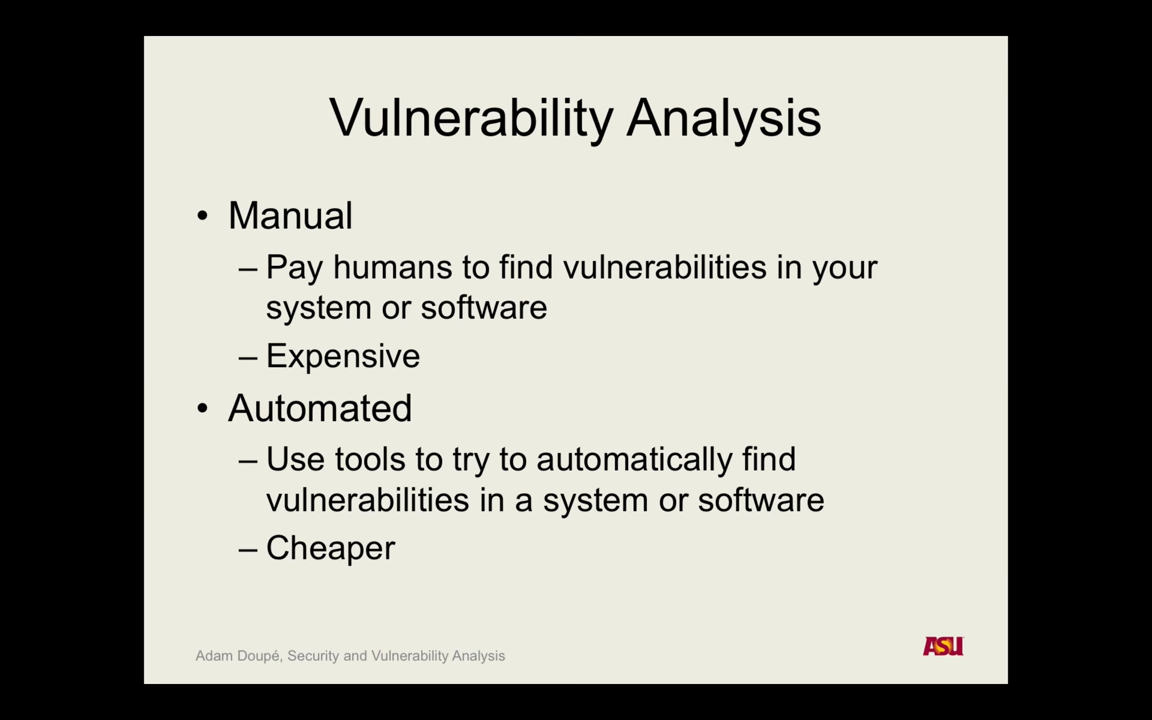 Vulnerability Analysis
• Manual
– Pay humans to find vulnerabilities in your
system or software
– Expensive
• Automated
– Use tools to try to automatically find
vulnerabilities in a system or software
– Cheaper
Adam Doupé, Security and Vulnerability Analysis
ASU